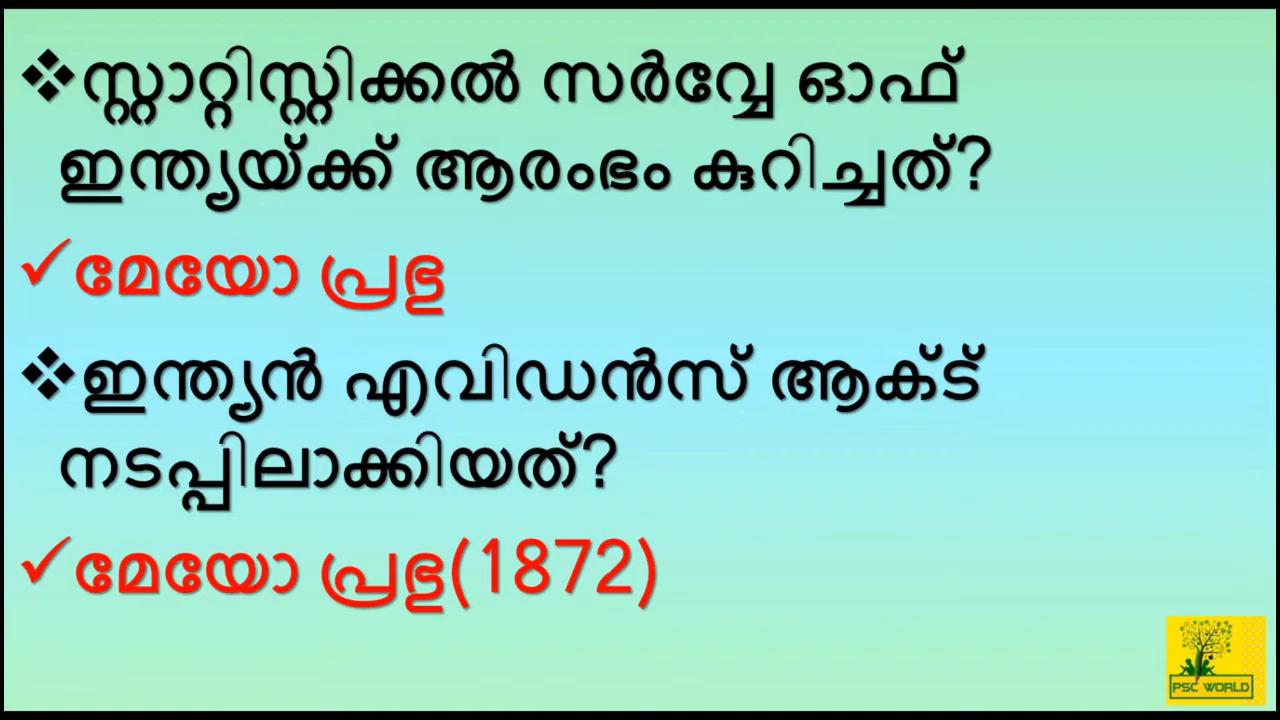 ❖സ്റ്റാറ്റിസ്റ്റിക്കൽ സർവ്വേ ഓഫ്
ഇന്ത്യയ്ക്ക് ആരംഭം കുറിച്ചത്?
✓മേയോ പ്രഭു
❖ഇന്ത്യൻ എവിഡൻസ് ആക്ട്
നടപ്പിലാക്കിയത്?
✓മേയോ പ്രഭു(1872)
PSC WORLD